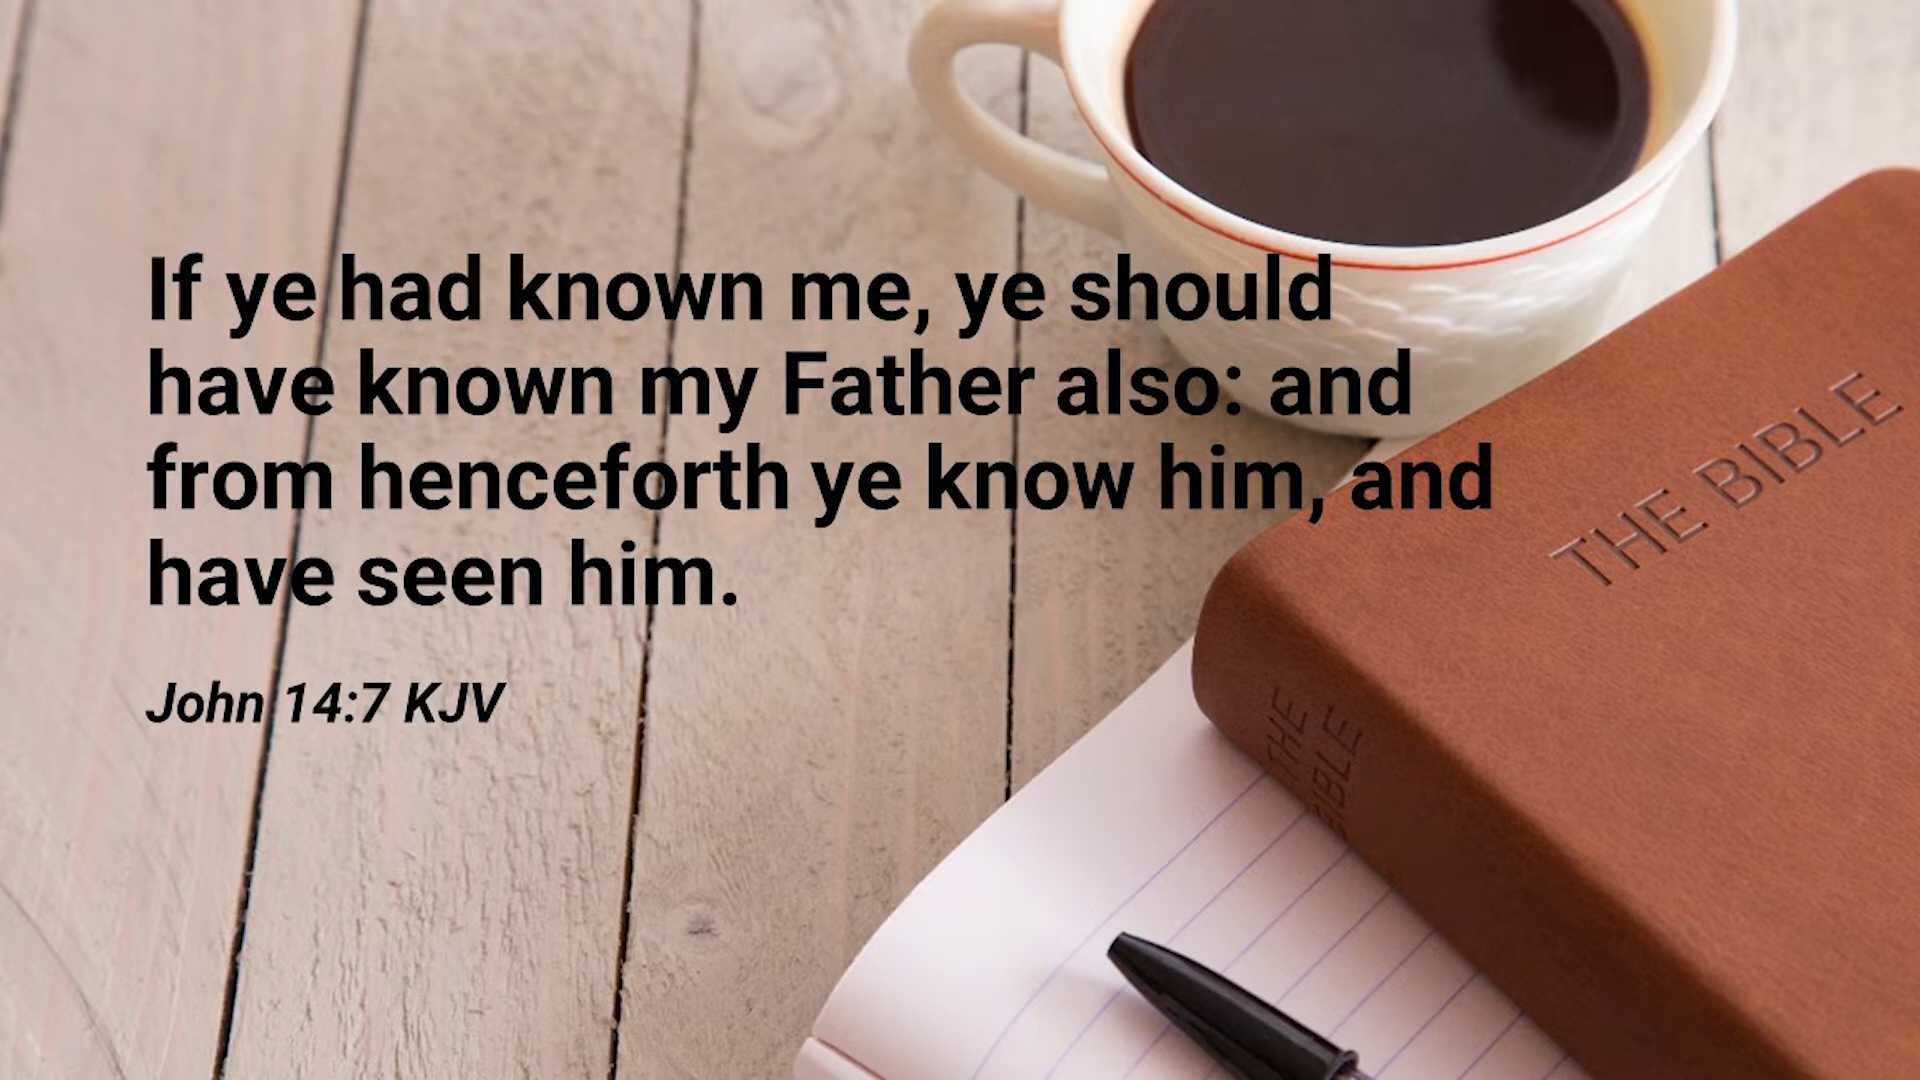 If ye had known me, ye should
have known my Father also: and
from henceforth ye know him, and
have seen him.
John 14:7 KJV
THE BIBLE
THE
BIBLE